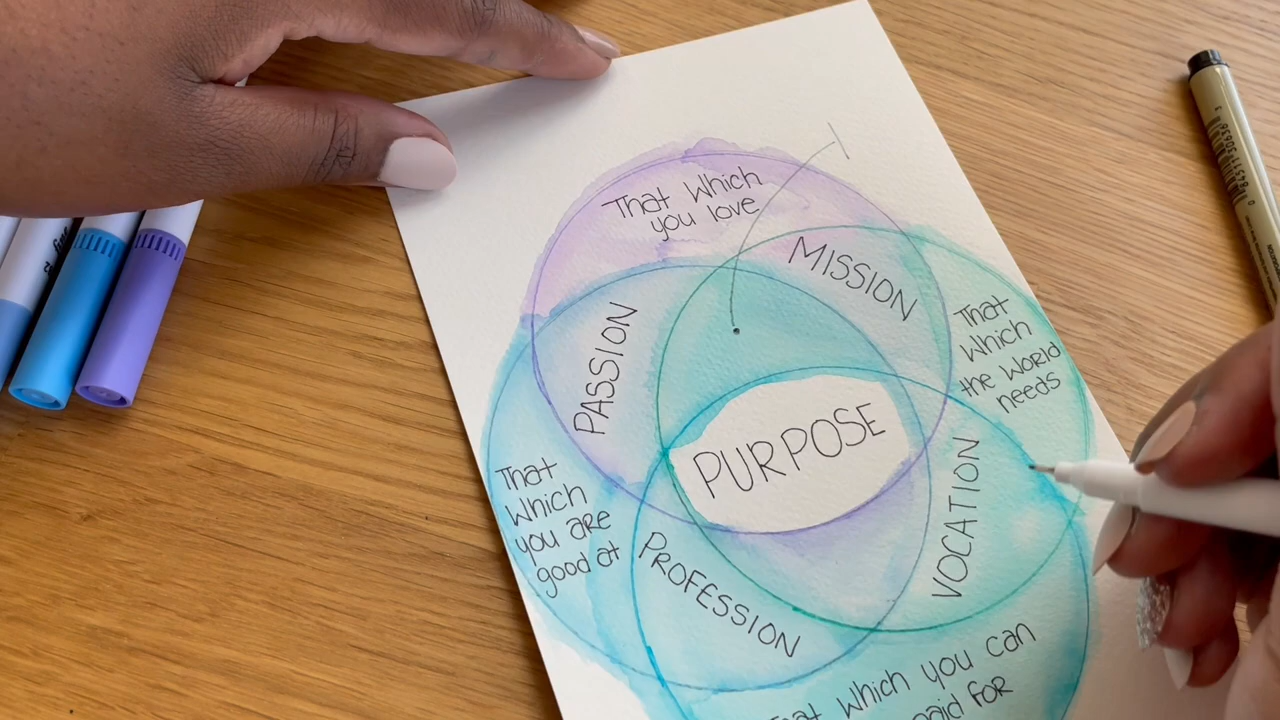 That Which
you love
MISSION
PASSION
That
Which
the World
needs
PURPOSE
That
Which
you are
good at
VOCATION
PROFESSION
That Which you can
paid for